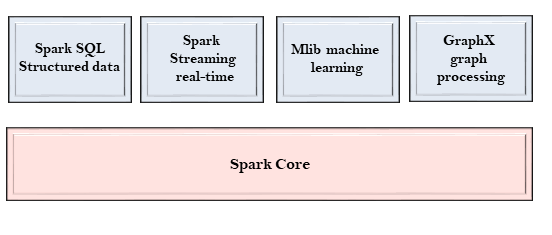 Spark SQL
Structured data
Spark
Streaming
real-time
Mlib machine
learning
GraphX
graph
processing
Spark Core